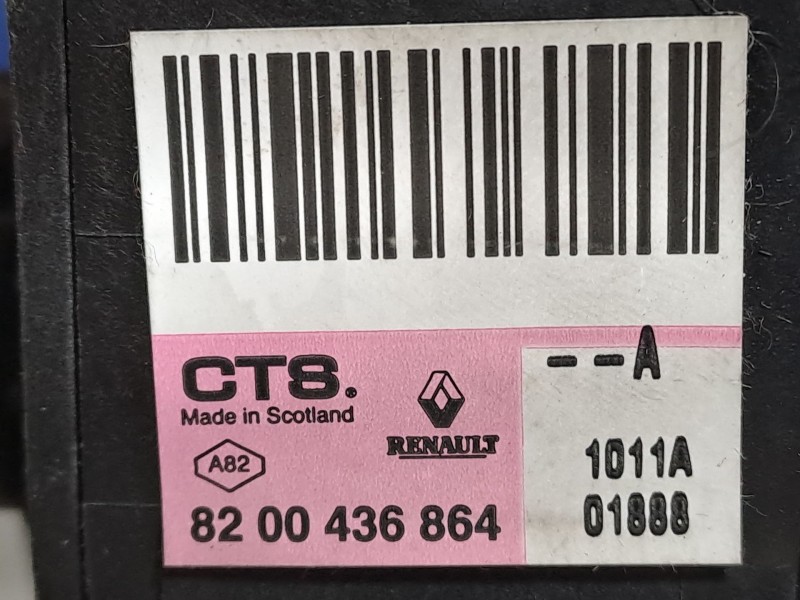 CTS.
Made in Scotland
A82
RENAULT
82 00 436 864
--A
1011A
01888